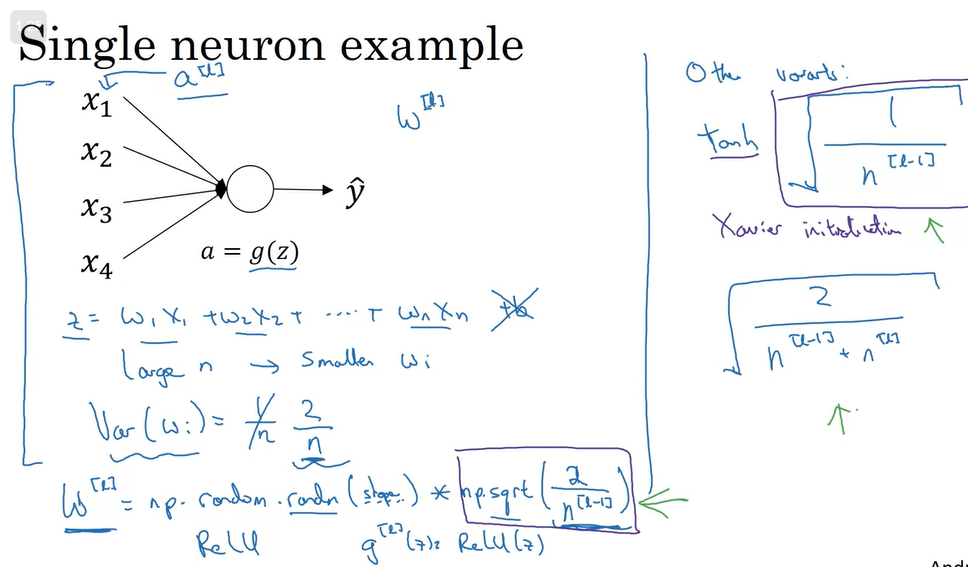 Single neuron example
x₁
a^[l]
x₂
x₃
x₄
ŷ
a = g(z)
w^[l]
z = w₁x₁ + w₂x₂ + ..... + wₙxₙ +b
Large n → Smaller wᵢ
Var(wᵢ) = 1/n 2/n
W^[l] = np.random.randn(shape) * np.sqrt(2/n^[l-1])
ReLU g^[l](z) = ReLU(z)
Other variants:
Tanh √(1/n^[l-1])
Xavier initialization ↑
√(2/(n^[l-1] + n^[l]))
↑